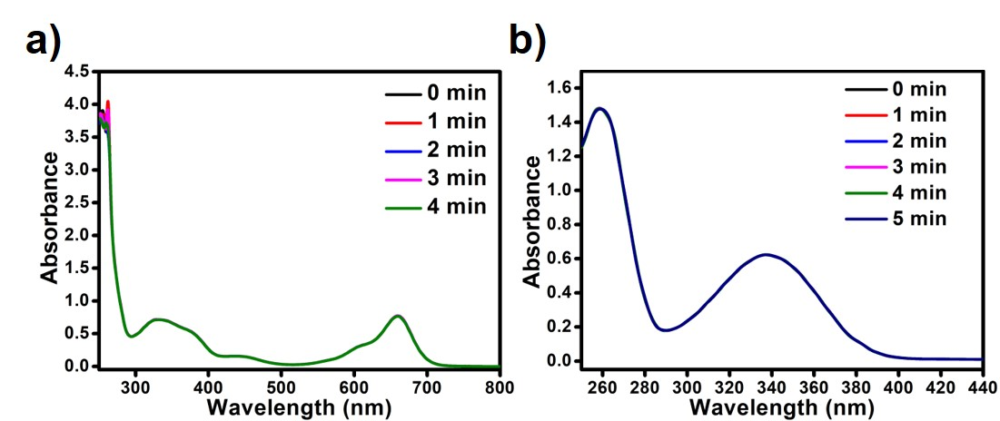 a)
4.5
4.0
3.5
3.0
2.5
2.0
1.5
1.0
0.5
0.0
Absorbance
0 min
1 min
2 min
3 min
4 min
300 400 500 600 700 800
Wavelength (nm)
b)
1.6
1.4
1.2
1.0
0.8
0.6
0.4
0.2
0.0
Absorbance
0 min
1 min
2 min
3 min
4 min
5 min
260 280 300 320 340 360 380 400 420 440
Wavelength (nm)